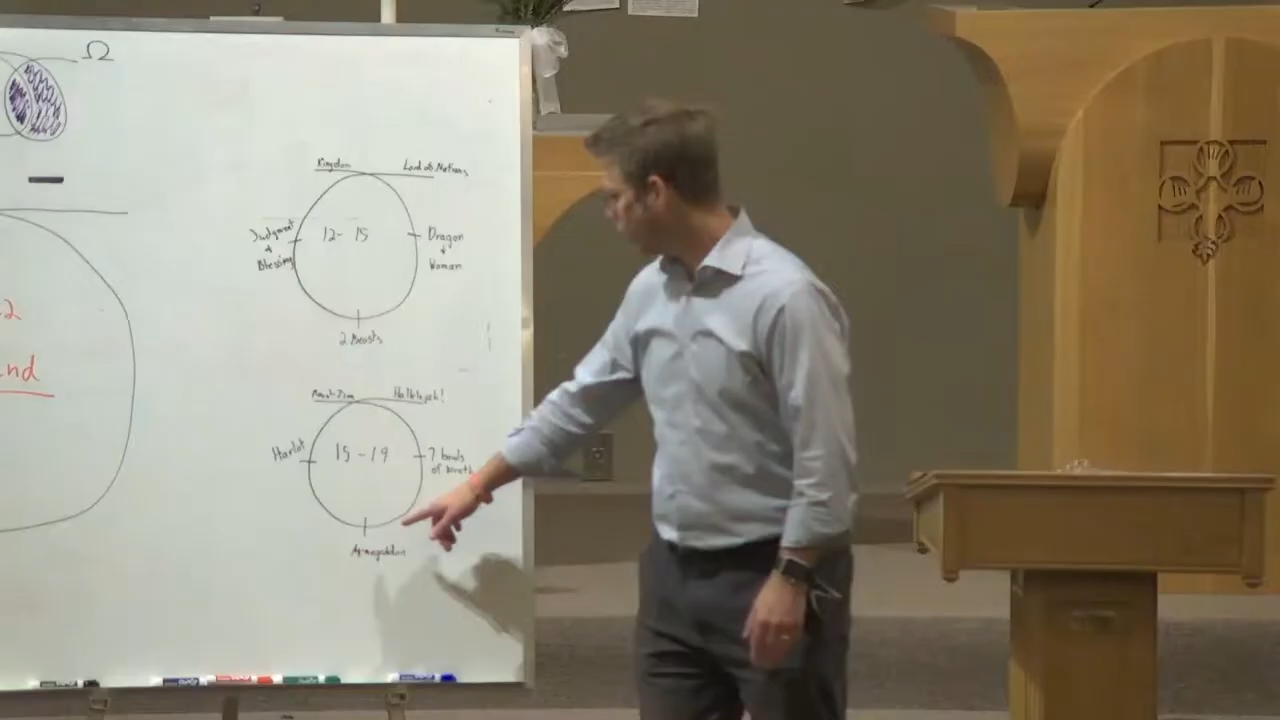 Ω
Kingdom
Land of Nations
12-15
Judgment
+
Blessing
Dragon
↓
Woman
2 Beasts
2
nd
Mount Zion
Hallelujah!
15-19
Harlot
7 bowls
of wrath
Armageddon